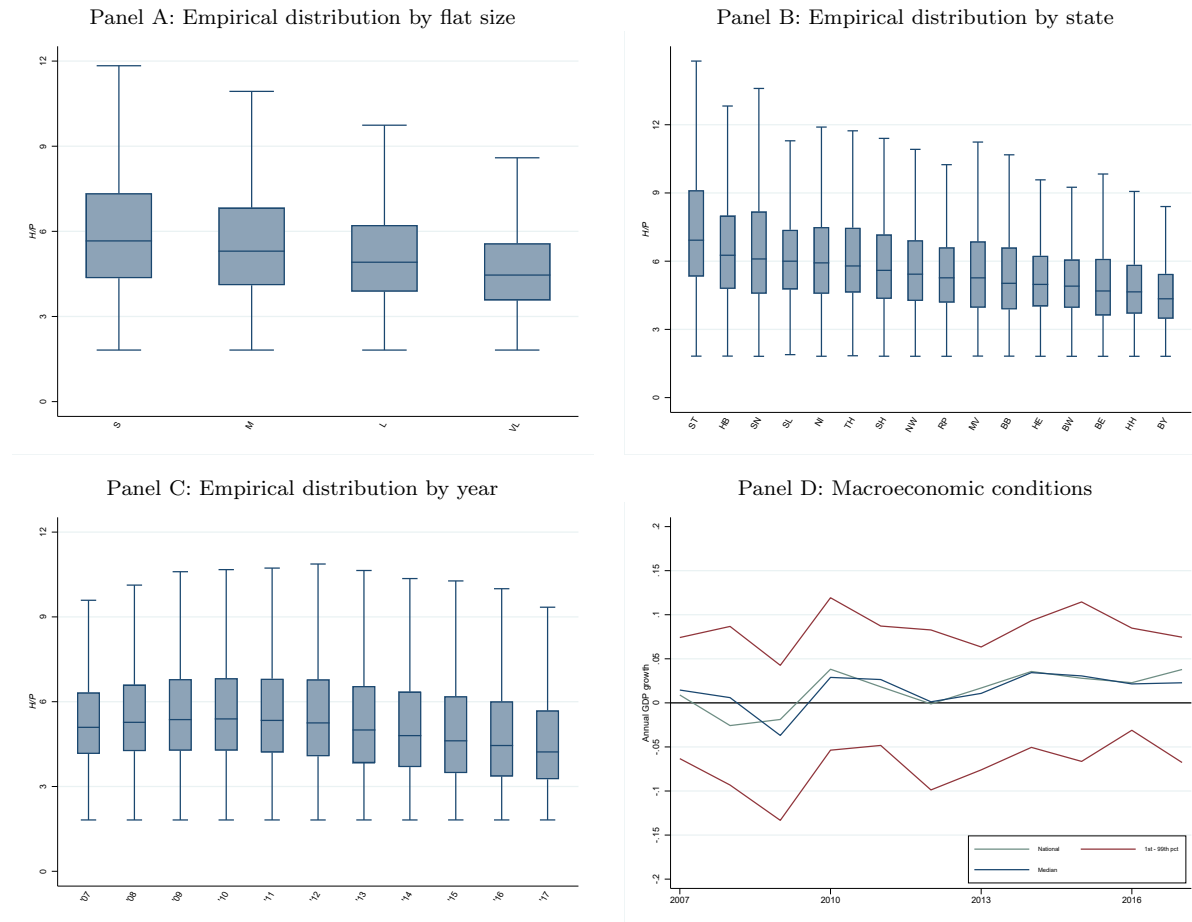 Panel A: Empirical distribution by flat size
H/P
12
9
6
3
0
S
M
L
VL
Panel B: Empirical distribution by state
H/P
12
9
6
3
0
ST
HB
SN
SL
NI
TH
SH
NW
RP
MV
BB
HE
BW
BE
HH
BY
Panel C: Empirical distribution by year
H/P
12
9
6
3
0
'07
'08
'09
'10
'11
'12
'13
'14
'15
'16
'17
Panel D: Macroeconomic conditions
Annual GDP growth
.2
.15
.1
.05
0
-.05
-.1
-.15
-.2
2007
2010
2013
2016
National
1st - 99th pct
Median